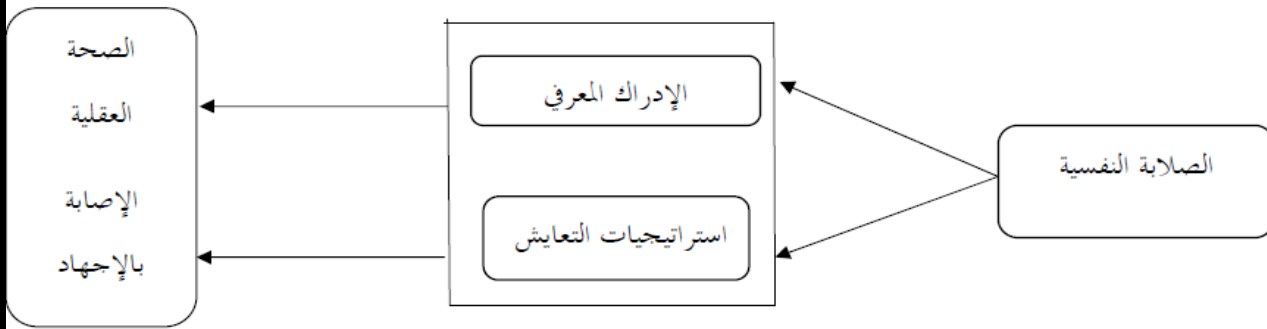 الصلابة النفسية
الإدراك المعرفي
استراتيجيات التعايش
الصحة
العقلية
الإصابة
بالإجهاد